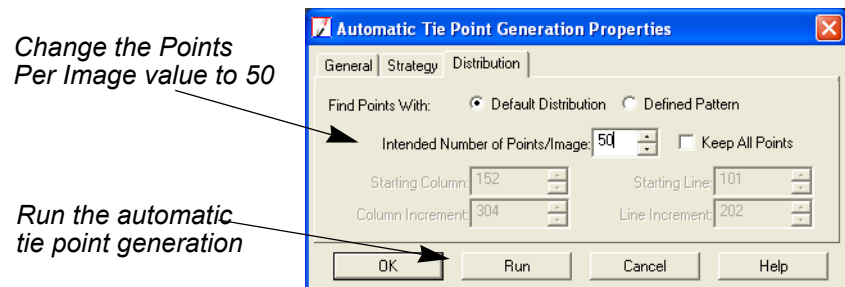 Automatic Tie Point Generation Properties
Change the Points
Per Image value to 50
General Strategy Distribution
Find Points With: Default Distribution Defined Pattern
Intended Number of Points/Image: 50 Keep All Points
Starting Column: 152 Starting Line: 101
Column Increment: 304 Line Increment: 202
Run the automatic
tie point generation
OK Run Cancel Help